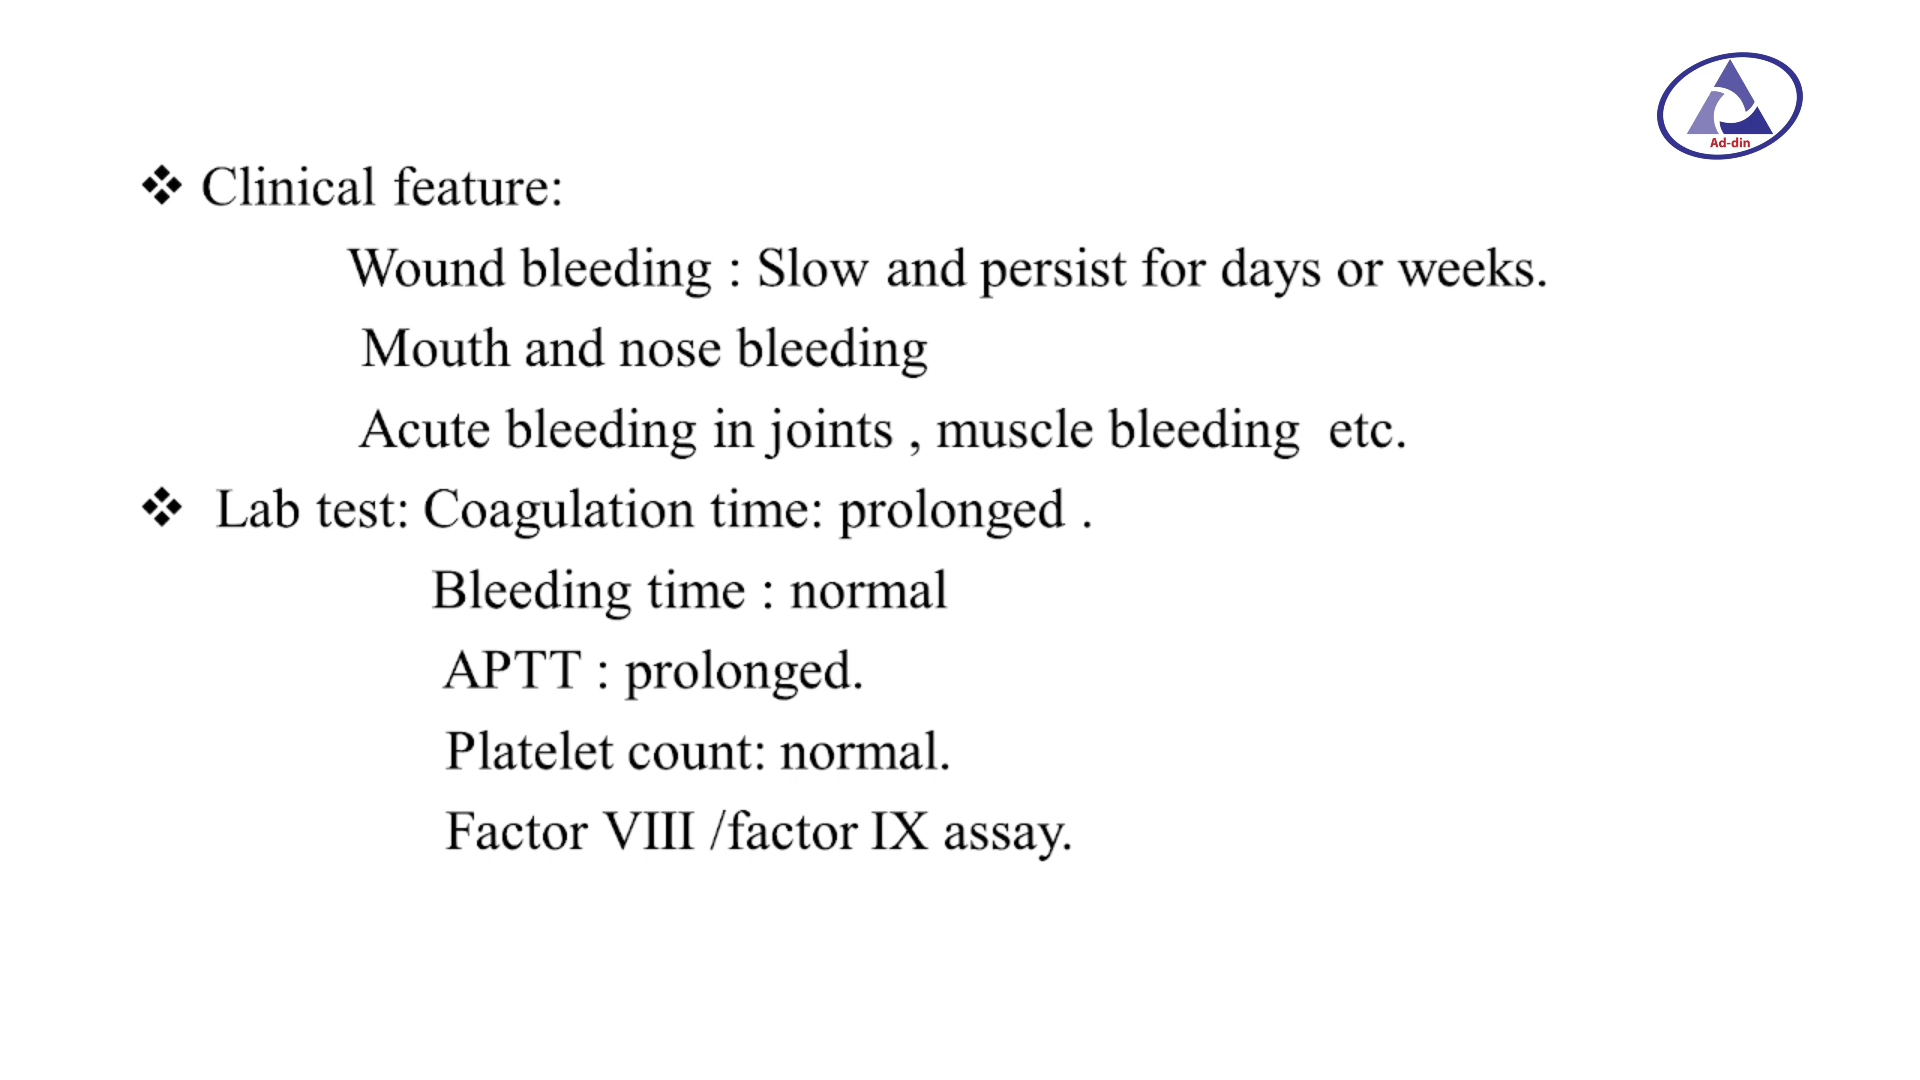 Ad-din
❖ Clinical feature:
Wound bleeding : Slow and persist for days or weeks.
Mouth and nose bleeding
Acute bleeding in joints , muscle bleeding  etc.
❖ Lab test: Coagulation time: prolonged .
Bleeding time : normal
APTT : prolonged.
Platelet count: normal.
Factor VIII /factor IX assay.